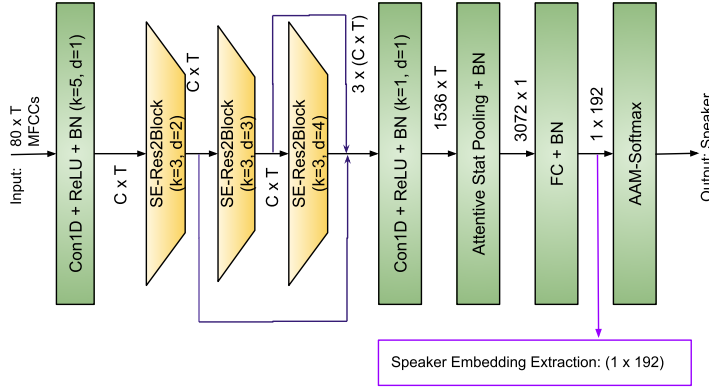 Input: 80 x T
MFCCs
Con1D + ReLU + BN (k=5, d=1)
C x T
SE-Res2Block
(k=3, d=2)
C x T
SE-Res2Block
(k=3, d=3)
C x T
SE-Res2Block
(k=3, d=4)
3 x (C x T)
Con1D + ReLU + BN (k=1, d=1)
1536 x T
Attentive Stat Pooling + BN
3072 x 1
FC + BN
1 x 192
AAM-Softmax
Output: Speaker
Speaker Embedding Extraction: (1 x 192)